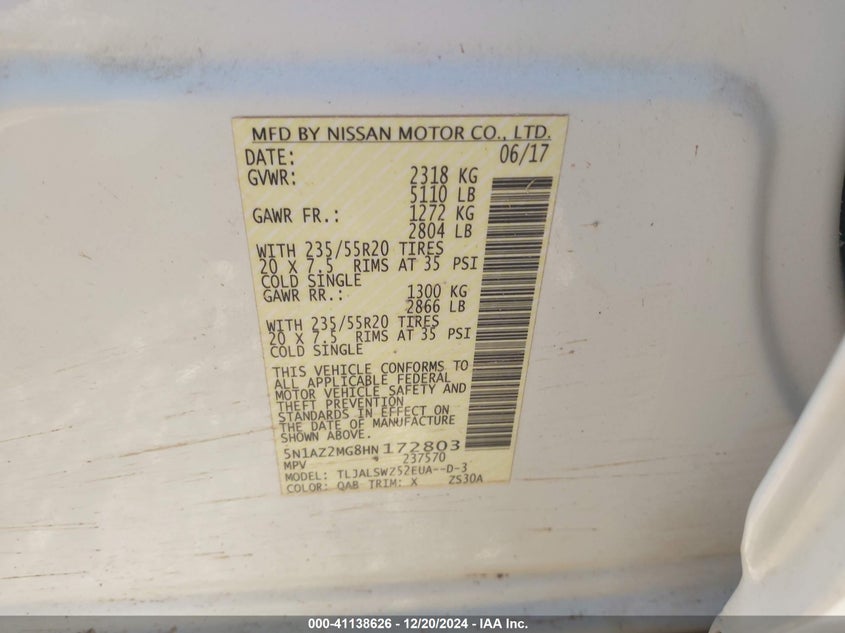 MFD BY NISSAN MOTOR CO., LTD.
DATE: 06/17
GVWR: 2318 KG
5110 LB
GAWR FR.: 1272 KG
2804 LB
WITH 235/55R20 TIRES
20 X 7.5 RIMS AT 35 PSI
COLD SINGLE
GAWR RR.: 1300 KG
2866 LB
WITH 235/55R20 TIRES
20 X 7.5 RIMS AT 35 PSI
COLD SINGLE
THIS VEHICLE CONFORMS TO
ALL APPLICABLE FEDERAL
MOTOR VEHICLE SAFETY AND
THEFT PREVENTION
STANDARDS IN EFFECT ON
THE DATE OF MANUFACTURE
SHOWN ABOVE.
5N1AZ2MG8HN172803
MPV 237570
MODEL: TLJALSWZ52EUA--D-3
COLOR: QAB TRIM: X ZS30A
000-41138626 - 12/20/2024 - IAA Inc.